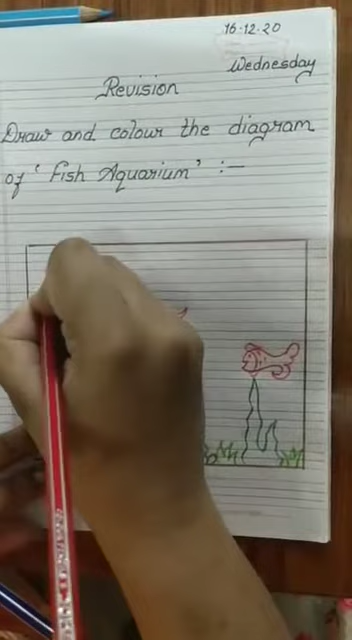 16-12-20
Wednesday
Revision
Draw and colour the diagram
of ' Fish Aquarium' :-